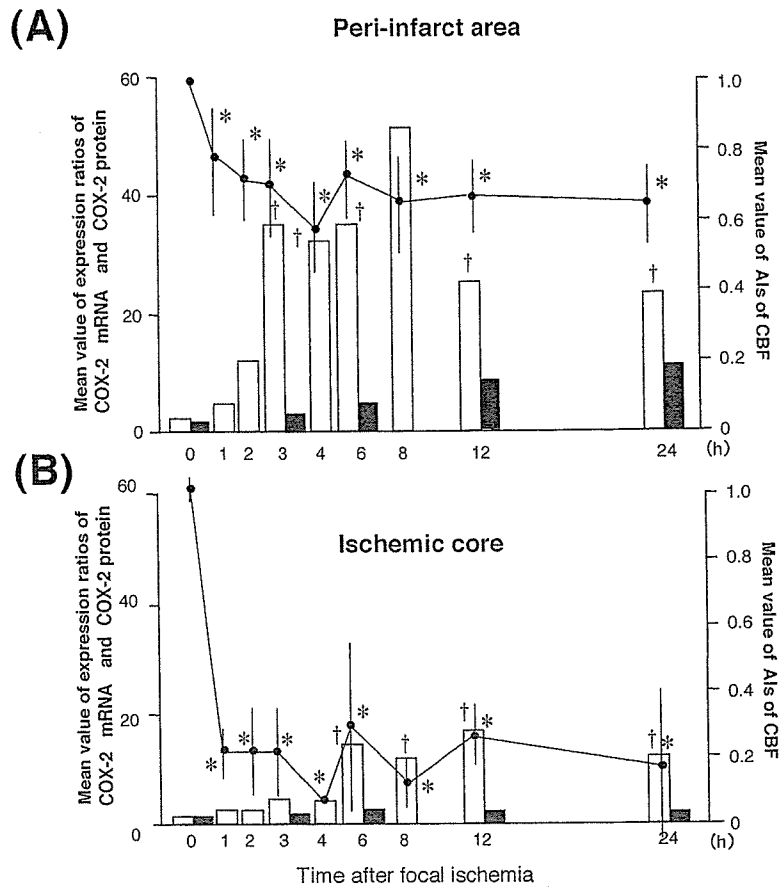 (A)
Peri-infarct area
Mean value of expression ratios of
COX-2 mRNA and COX-2 protein
60
40
20
0
1.0
0.8
0.6
0.4
0.2
0
Mean value of AIs of CBF
* * * * * * * *
† † † † †
0 1 2 3 4 6 8 12 24 (h)
(B)
Ischemic core
Mean value of expression ratios of
COX-2 mRNA and COX-2 protein
60
40
20
0
1.0
0.8
0.6
0.4
0.2
0
Mean value of AIs of CBF
* * * * * * * *
† † † †
0 1 2 3 4 6 8 12 24 (h)
Time after focal ischemia